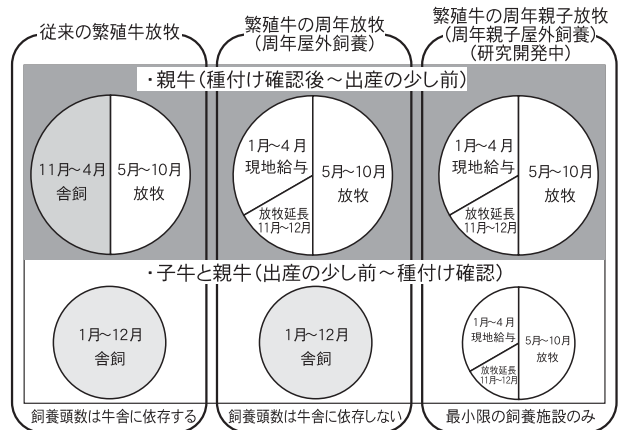 従来の繁殖牛放牧
繁殖牛の周年放牧
(周年屋外飼養)
繁殖牛の周年親子放牧
(周年親子屋外飼養)
(研究開発中)
・親牛(種付け確認後～出産の少し前)
11月～4月
舎飼
5月～10月
放牧
1月～4月
現地給与
放牧延長
11月～12月
5月～10月
放牧
1月～4月
現地給与
放牧延長
11月～12月
5月～10月
放牧
・子牛と親牛(出産の少し前～種付け確認)
1月～12月
舎飼
1月～12月
舎飼
1月～4月
現地給与
放牧延長
11月～12月
5月～10月
放牧
飼養頭数は牛舎に依存する
飼養頭数は牛舎に依存しない
最小限の飼養施設のみ